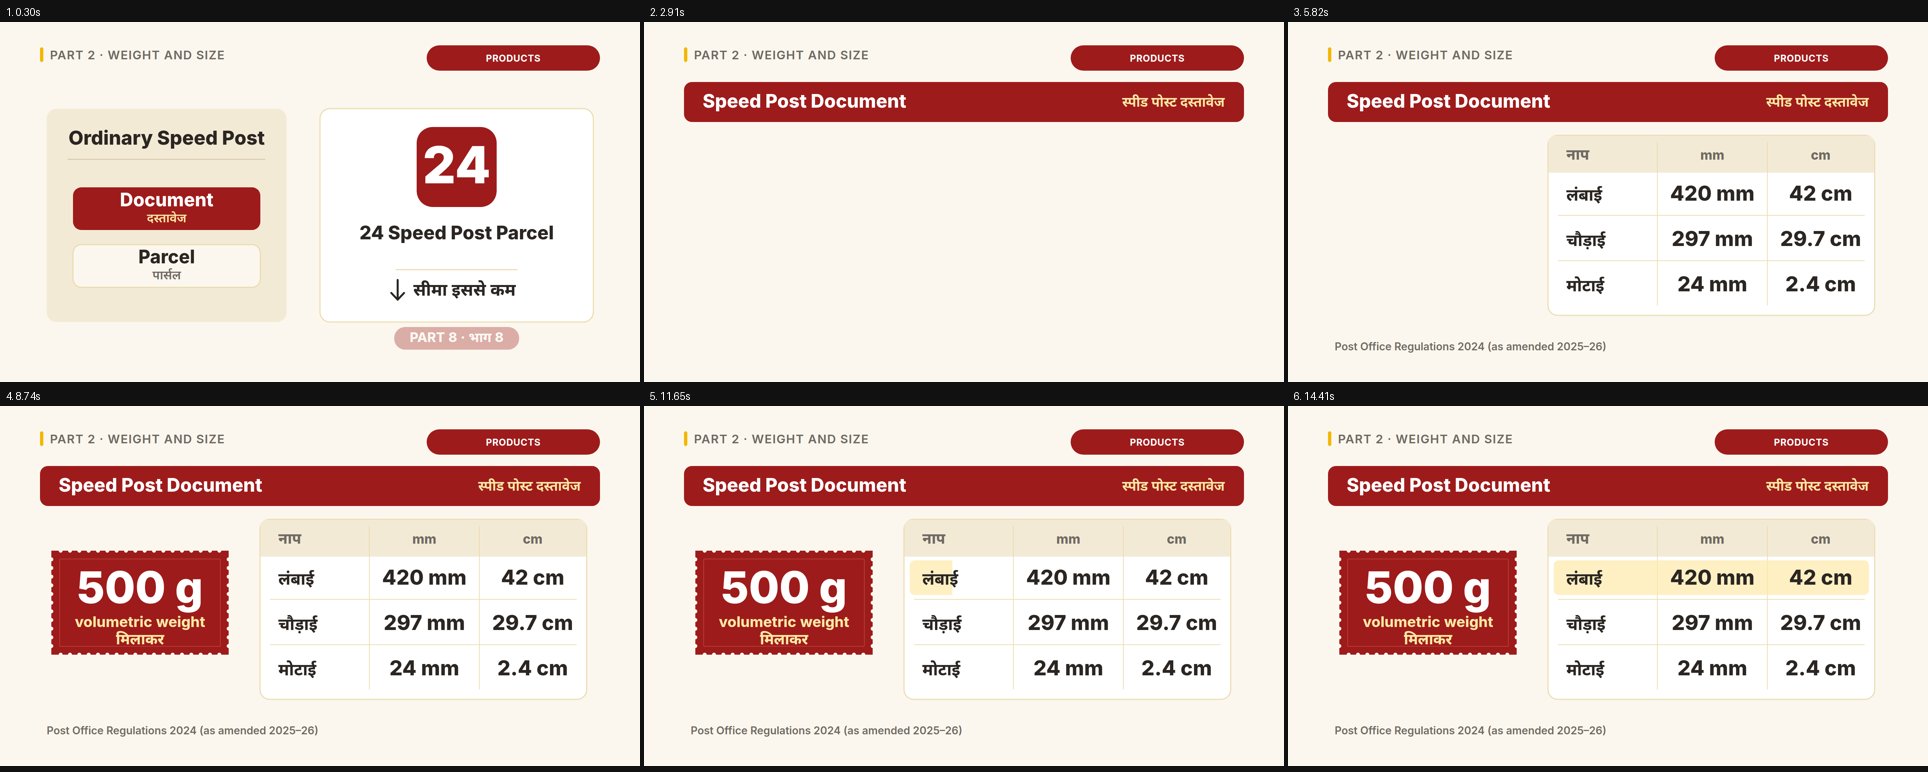 1. 0.30s
PART 2 · WEIGHT AND SIZE
PRODUCTS
Ordinary Speed Post
Document
दस्तावेज
Parcel
पार्सल
24
24 Speed Post Parcel
↓ सीमा इससे कम
PART 8 · भाग 8
2. 2.91s
PART 2 · WEIGHT AND SIZE
PRODUCTS
Speed Post Document स्पीड पोस्ट दस्तावेज
3. 5.82s
PART 2 · WEIGHT AND SIZE
PRODUCTS
Speed Post Document स्पीड पोस्ट दस्तावेज
नाप mm cm
लंबाई 420 mm 42 cm
चौड़ाई 297 mm 29.7 cm
मोटाई 24 mm 2.4 cm
Post Office Regulations 2024 (as amended 2025–26)
4. 8.74s
PART 2 · WEIGHT AND SIZE
PRODUCTS
Speed Post Document स्पीड पोस्ट दस्तावेज
500 g
volumetric weight
मिलाकर
नाप mm cm
लंबाई 420 mm 42 cm
चौड़ाई 297 mm 29.7 cm
मोटाई 24 mm 2.4 cm
Post Office Regulations 2024 (as amended 2025–26)
5. 11.65s
PART 2 · WEIGHT AND SIZE
PRODUCTS
Speed Post Document स्पीड पोस्ट दस्तावेज
500 g
volumetric weight
मिलाकर
नाप mm cm
लंबाई 420 mm 42 cm
चौड़ाई 297 mm 29.7 cm
मोटाई 24 mm 2.4 cm
Post Office Regulations 2024 (as amended 2025–26)
6. 14.41s
PART 2 · WEIGHT AND SIZE
PRODUCTS
Speed Post Document स्पीड पोस्ट दस्तावेज
500 g
volumetric weight
मिलाकर
नाप mm cm
लंबाई 420 mm 42 cm
चौड़ाई 297 mm 29.7 cm
मोटाई 24 mm 2.4 cm
Post Office Regulations 2024 (as amended 2025–26)